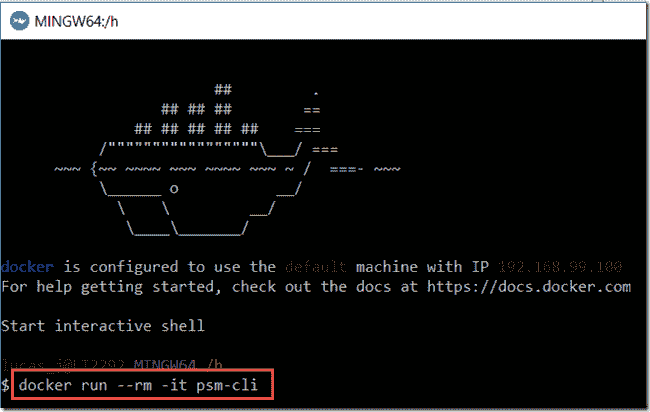 MINGW64:/h
                        ##         .
                  ## ## ##        ==
               ## ## ## ## ##    ===
           /"""""""""""""""""\___/ ===
      ~~~ {~~ ~~~~ ~~~ ~~~~ ~~~ ~ /  ===- ~~~
           \______ o           __/
             \    \         __/
              \____\_______/
docker is configured to use the default machine with IP 192.168.99.100
For help getting started, check out the docs at https://docs.docker.com
Start interactive shell
lucas_j@LT2292 MINGW64 /h
$ docker run --rm -it psm-cli